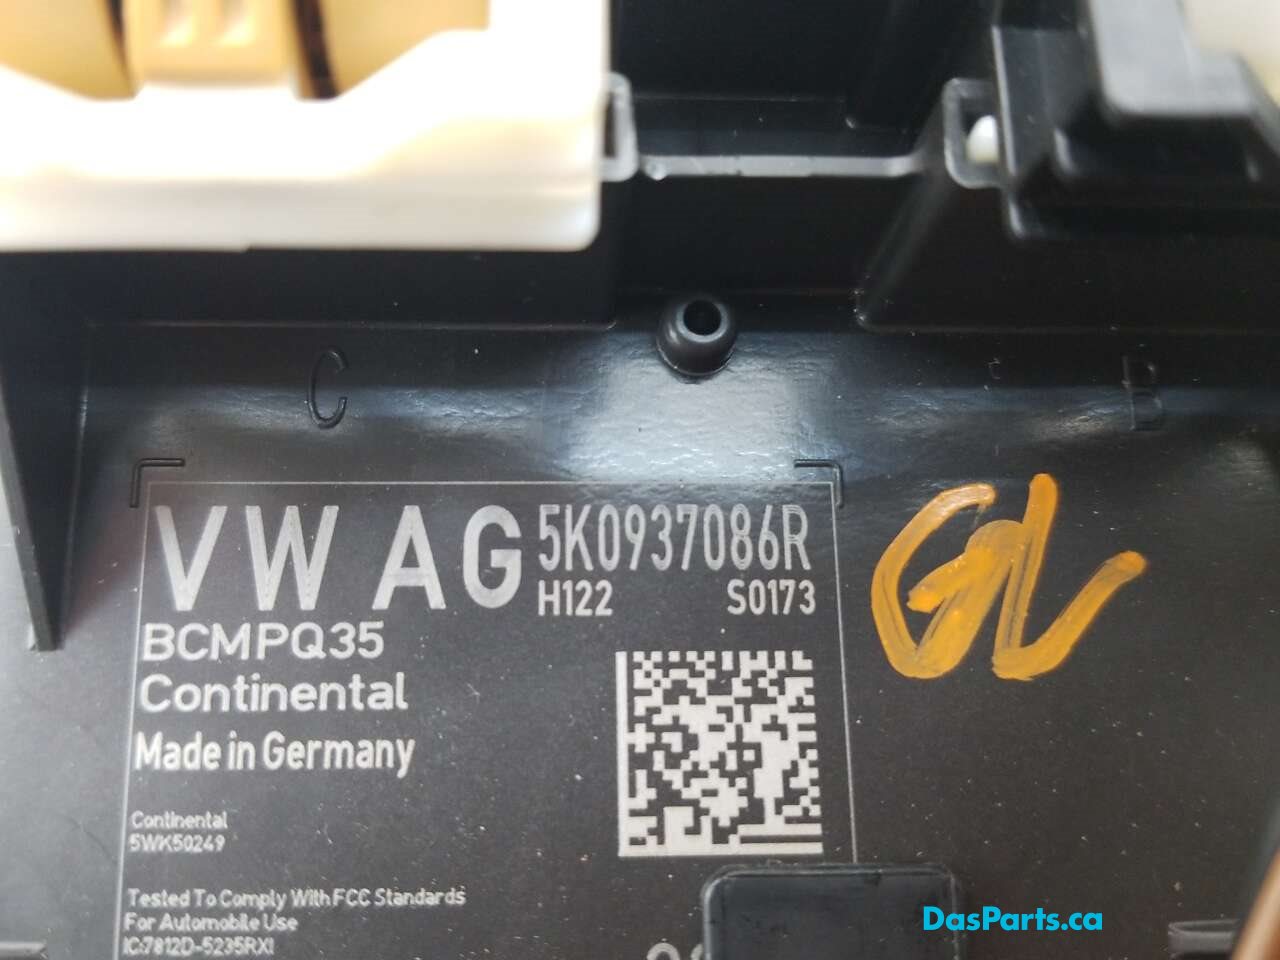 C
B
VW AG 5K0937086R
H122 S0173
BCMPQ35
Continental
Made in Germany
Continental
5WK50249
Tested To Comply With FCC Standards
For Automobile Use
IC:7812D-5235RXI
DasParts.ca